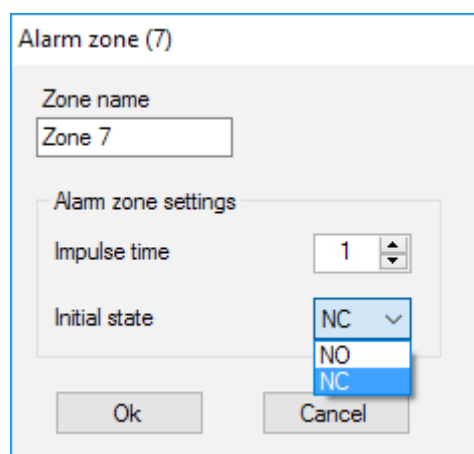 Alarm zone (7)
Zone name
Zone 7
Alarm zone settings
Impulse time 1
Initial state NC
NO
NC
Ok Cancel